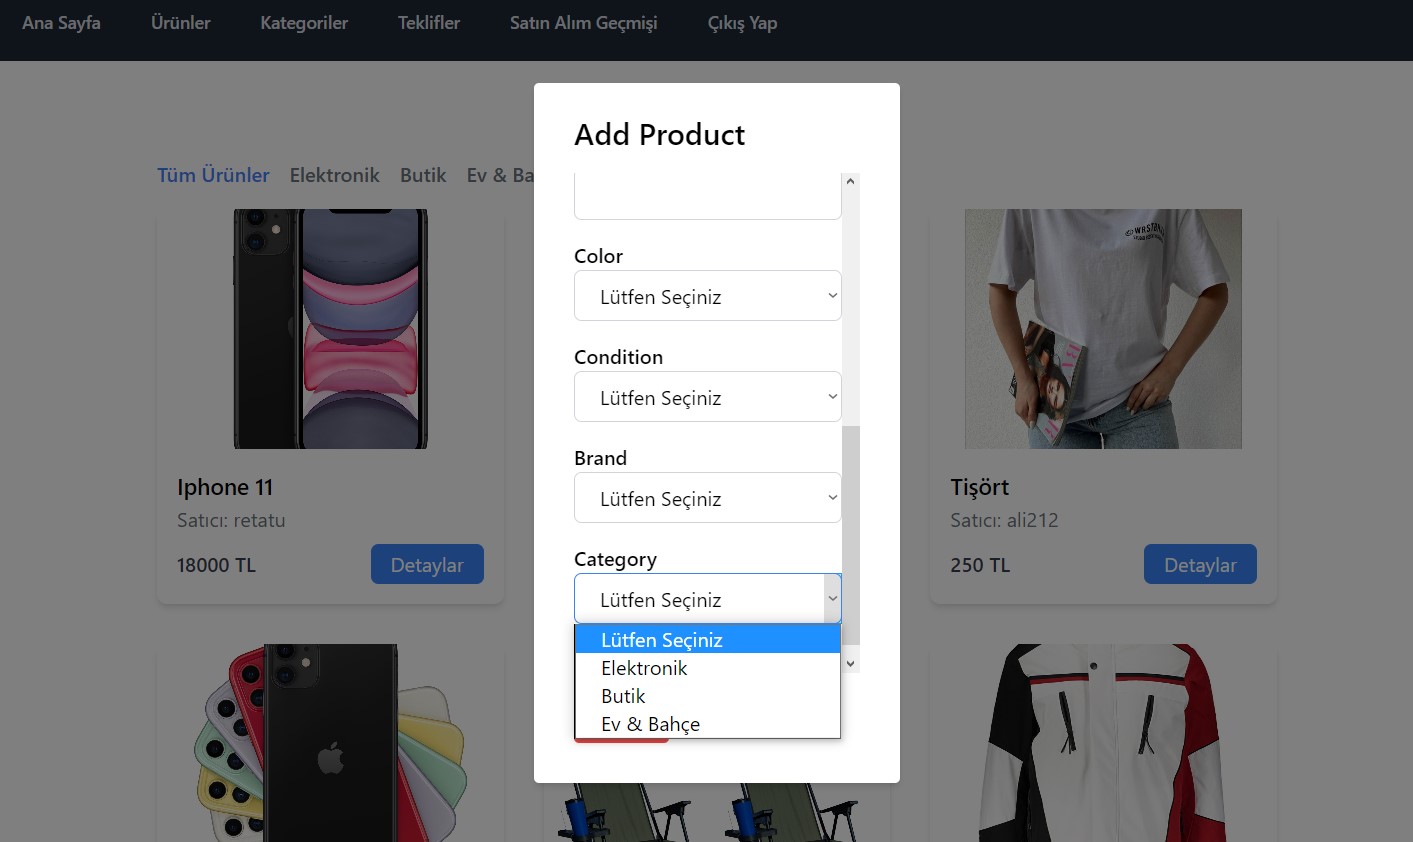 Ana Sayfa Ürünler Kategoriler Teklifler Satın Alım Geçmişi Çıkış Yap
Add Product
Tüm Ürünler Elektronik Butik Ev & Ba
Color
Lütfen Seçiniz
Condition
Lütfen Seçiniz
Brand
Lütfen Seçiniz
Category
Lütfen Seçiniz
Lütfen Seçiniz
Elektronik
Butik
Ev & Bahçe
Iphone 11
Satıcı: retatu
18000 TL Detaylar
Tişört
Satıcı: ali212
250 TL Detaylar